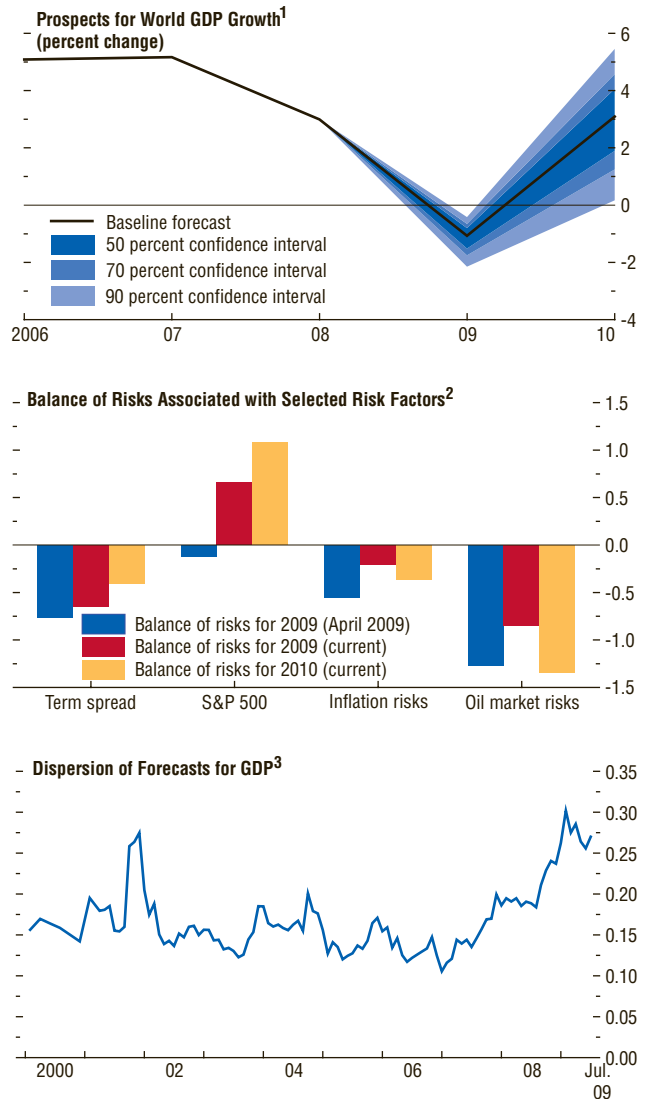 Prospects for World GDP Growth1
(percent change)
6
4
2
0
-2
-4
Baseline forecast
50 percent confidence interval
70 percent confidence interval
90 percent confidence interval
2006 07 08 09 10
Balance of Risks Associated with Selected Risk Factors2
1.5
1.0
0.5
0.0
-0.5
-1.0
-1.5
Balance of risks for 2009 (April 2009)
Balance of risks for 2009 (current)
Balance of risks for 2010 (current)
Term spread S&P 500 Inflation risks Oil market risks
Dispersion of Forecasts for GDP3
0.35
0.30
0.25
0.20
0.15
0.10
0.05
0.00
2000 02 04 06 08 Jul.
09